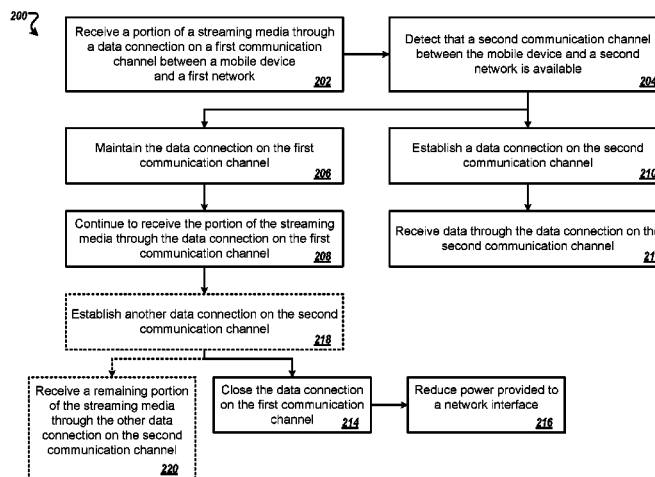 200
Receive a portion of a streaming media through
a data connection on a first communication
channel between a mobile device
and a first network
202
Detect that a second communication channel
between the mobile device and a second
network is available
204
Maintain the data connection on the first
communication channel
206
Establish a data connection on the second
communication channel
210
Continue to receive the portion of the streaming
media through the data connection on the first
communication channel
208
Receive data through the data connection on the
second communication channel
21
Establish another data connection on the second
communication channel
218
Receive a remaining portion
of the streaming media
through the other data
connection on the second
communication channel
220
Close the data connection
on the first communication
channel
214
Reduce power provided to
a network interface
216